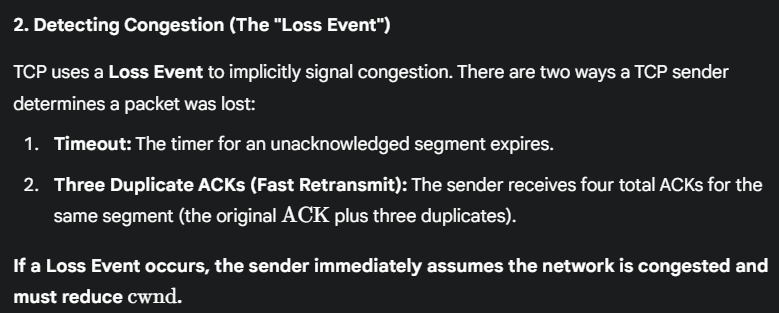 2. Detecting Congestion (The "Loss Event")
TCP uses a Loss Event to implicitly signal congestion. There are two ways a TCP sender
determines a packet was lost:
1. Timeout: The timer for an unacknowledged segment expires.
2. Three Duplicate ACKs (Fast Retransmit): The sender receives four total ACKs for the
same segment (the original ACK plus three duplicates).
If a Loss Event occurs, the sender immediately assumes the network is congested and
must reduce cwnd.